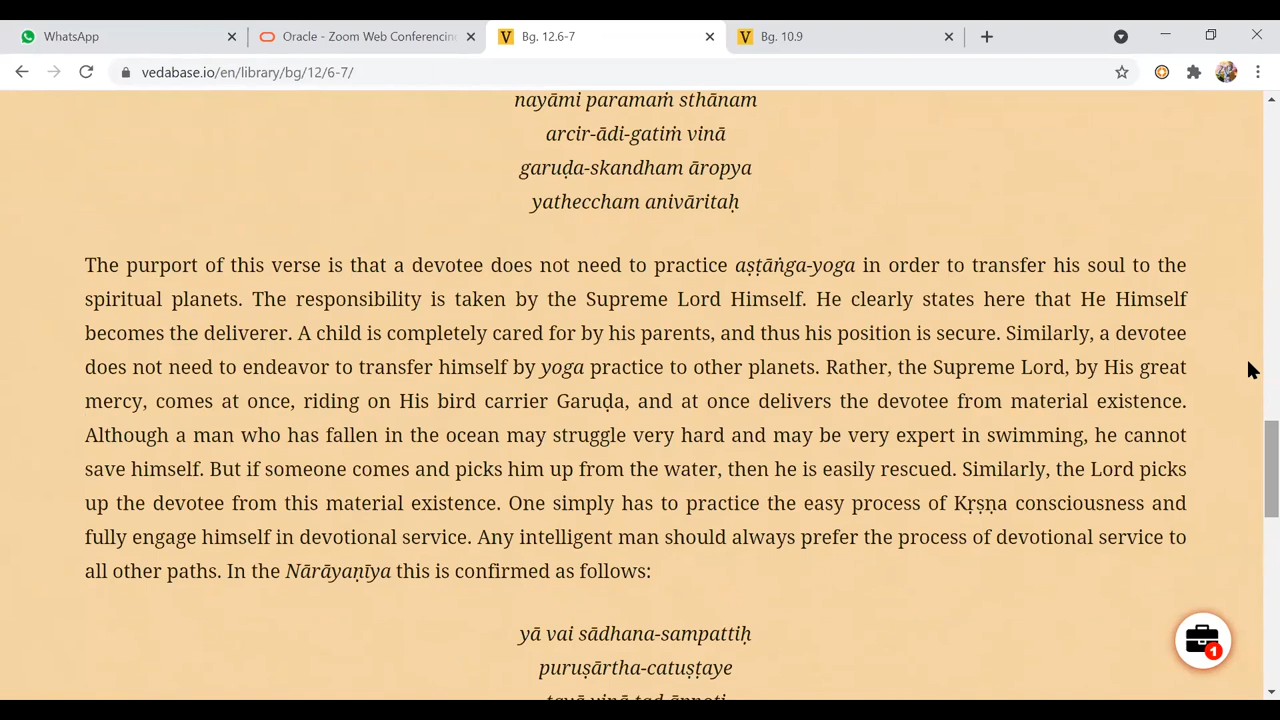 WhatsApp
Oracle - Zoom Web Conferencin
Bg. 12.6-7
Bg. 10.9
vedabase.io/en/library/bg/12/6-7/
nayāmi paramaṁ sthānam
arcir-ādi-gatiṁ vinā
garuḍa-skandham āropya
yatheccham anivāritaḥ
The purport of this verse is that a devotee does not need to practice aṣṭāṅga-yoga in order to transfer his soul to the
spiritual planets. The responsibility is taken by the Supreme Lord Himself. He clearly states here that He Himself
becomes the deliverer. A child is completely cared for by his parents, and thus his position is secure. Similarly, a devotee
does not need to endeavor to transfer himself by yoga practice to other planets. Rather, the Supreme Lord, by His great
mercy, comes at once, riding on His bird carrier Garuḍa, and at once delivers the devotee from material existence.
Although a man who has fallen in the ocean may struggle very hard and may be very expert in swimming, he cannot
save himself. But if someone comes and picks him up from the water, then he is easily rescued. Similarly, the Lord picks
up the devotee from this material existence. One simply has to practice the easy process of Kṛṣṇa consciousness and
fully engage himself in devotional service. Any intelligent man should always prefer the process of devotional service to
all other paths. In the Nārāyaṇīya this is confirmed as follows:
yā vai sādhana-sampattiḥ
1
puruṣārtha-catuṣṭaye
tayā vinā tad āpnoti